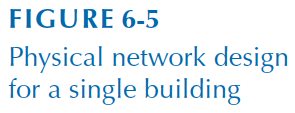 FIGURE 6-5
Physical network design
for a single building